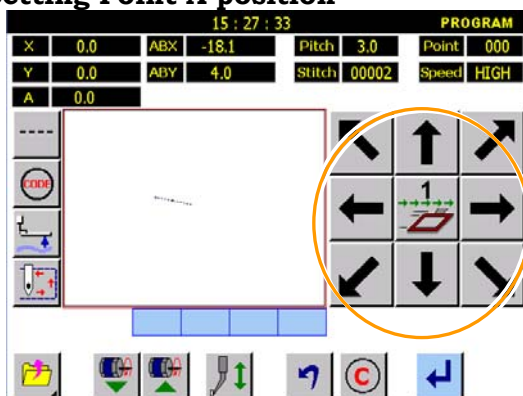 Setting Point A position
15 : 27 : 33 PROGRAM
X 0.0 ABX -18.1 Pitch 3.0 Point 000
Y 0.0 ABY 4.0 Stitch 00002 Speed HIGH
A 0.0
CODE
1
C